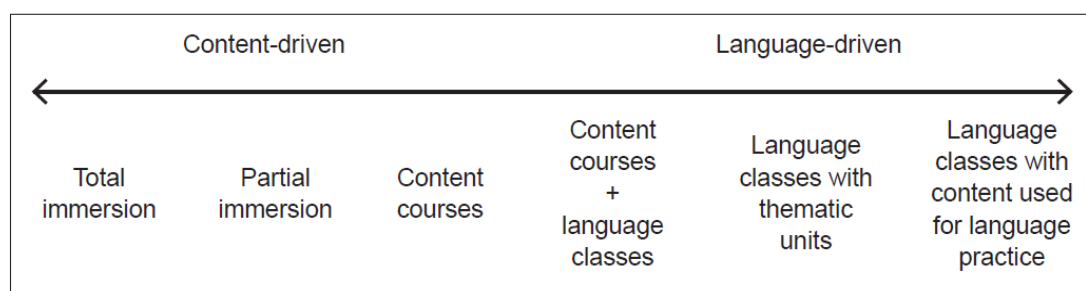 Content-driven
Language-driven
Total
immersion
Partial
immersion
Content
courses
Content
courses
+
language
classes
Language
classes with
thematic
units
Language
classes with
content used
for language
practice